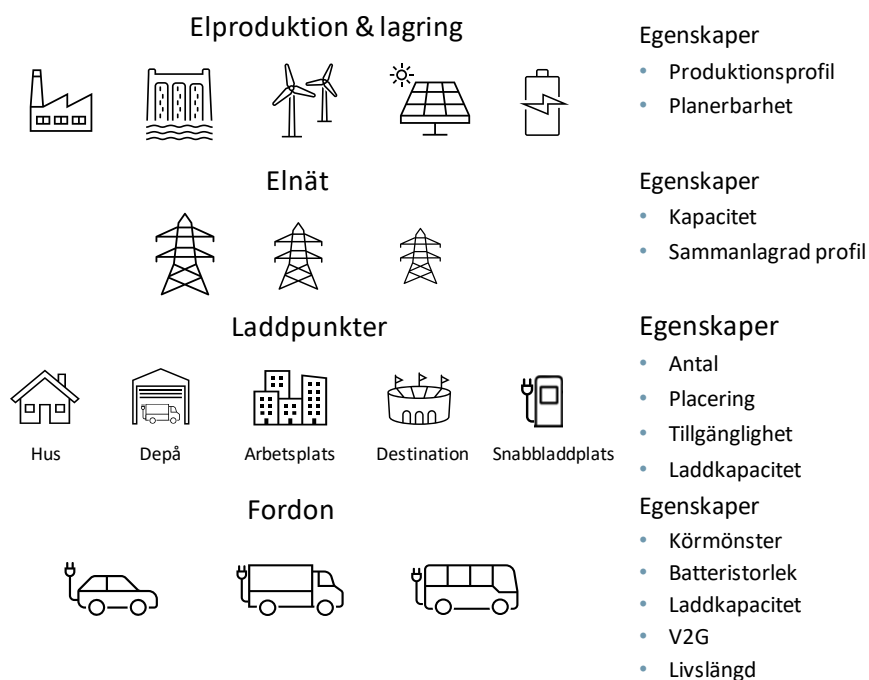 Elproduktion & lagring
Egenskaper
• Produktionsprofil
• Planerbarhet
Elnät
Egenskaper
• Kapacitet
• Sammanlagrad profil
Laddpunkter
Hus
Depå
Arbetsplats
Destination
Snabbladdplats
Egenskaper
• Antal
• Placering
• Tillgänglighet
• Laddkapacitet
Fordon
Egenskaper
• Körmönster
• Batteristorlek
• Laddkapacitet
• V2G
• Livslängd